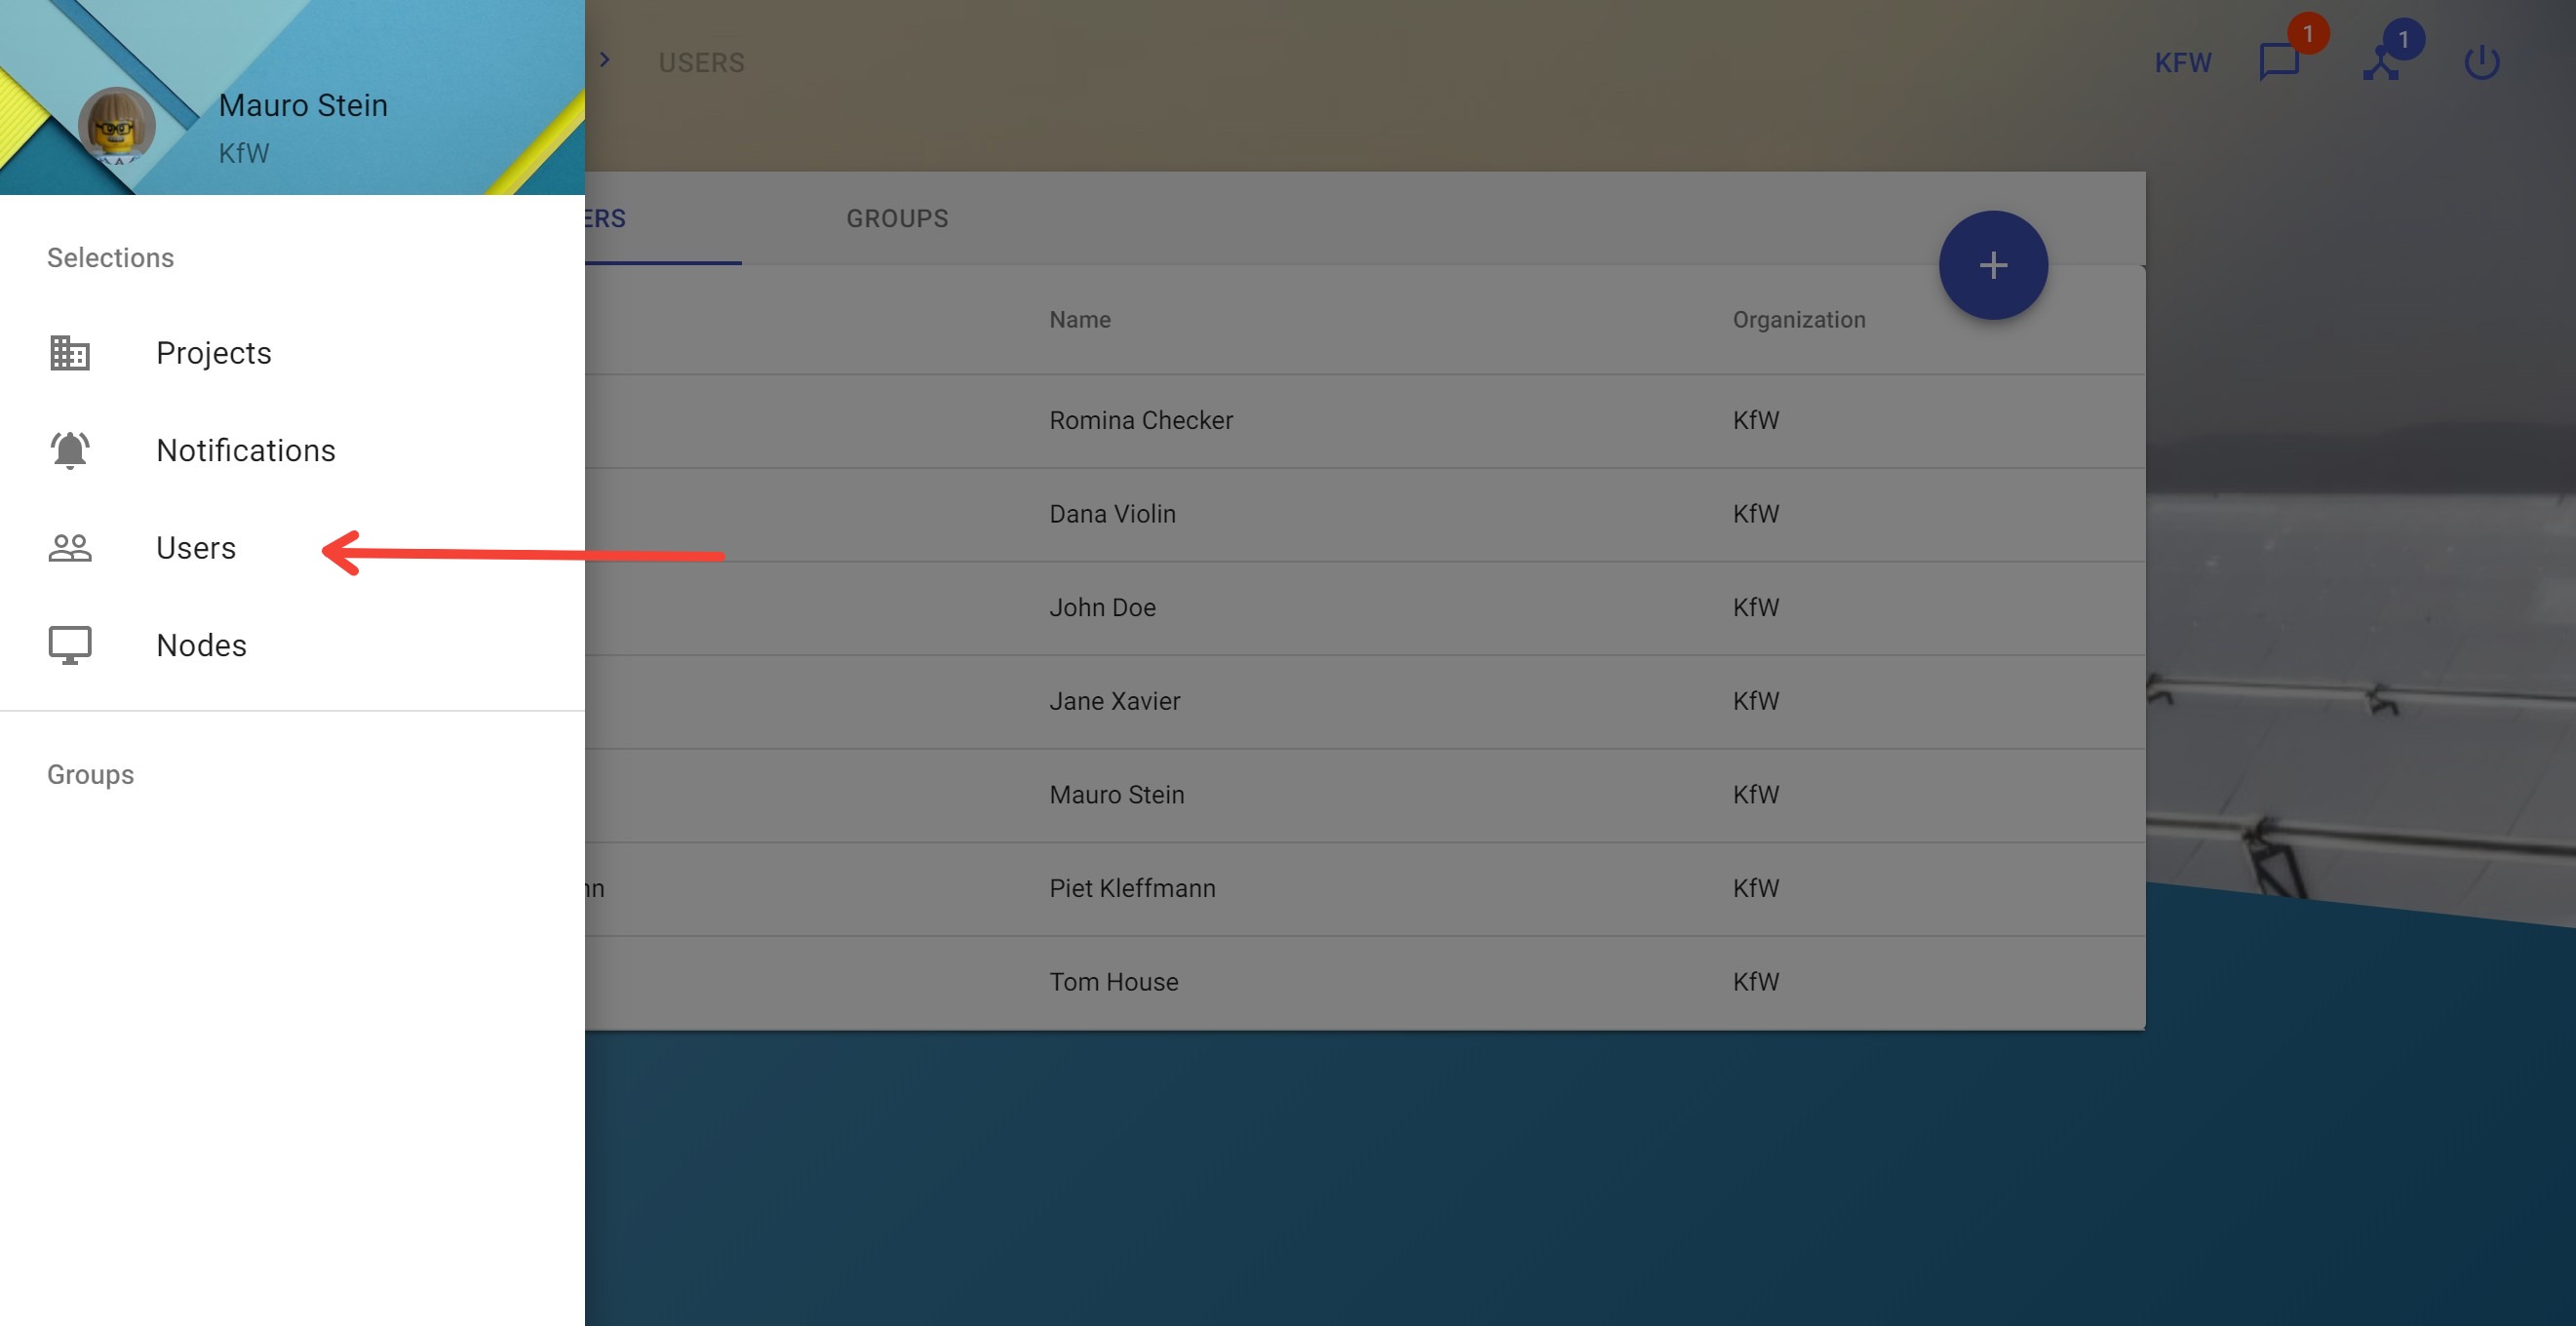 Mauro Stein
KfW
Selections
Projects
Notifications
Users
Nodes
Groups
USERS
KFW
1
1
ERS
GROUPS
Name
Organization
Romina Checker
KfW
Dana Violin
KfW
John Doe
KfW
Jane Xavier
KfW
Mauro Stein
KfW
Piet Kleffmann
KfW
Tom House
KfW